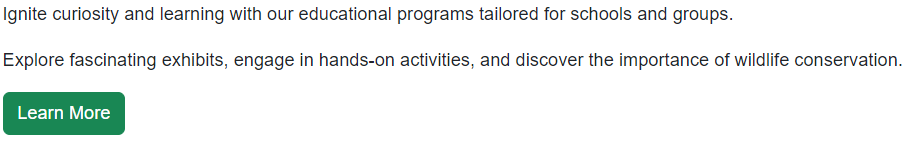 Ignite curiosity and learning with our educational programs tailored for schools and groups.
Explore fascinating exhibits, engage in hands-on activities, and discover the importance of wildlife conservation.
Learn More